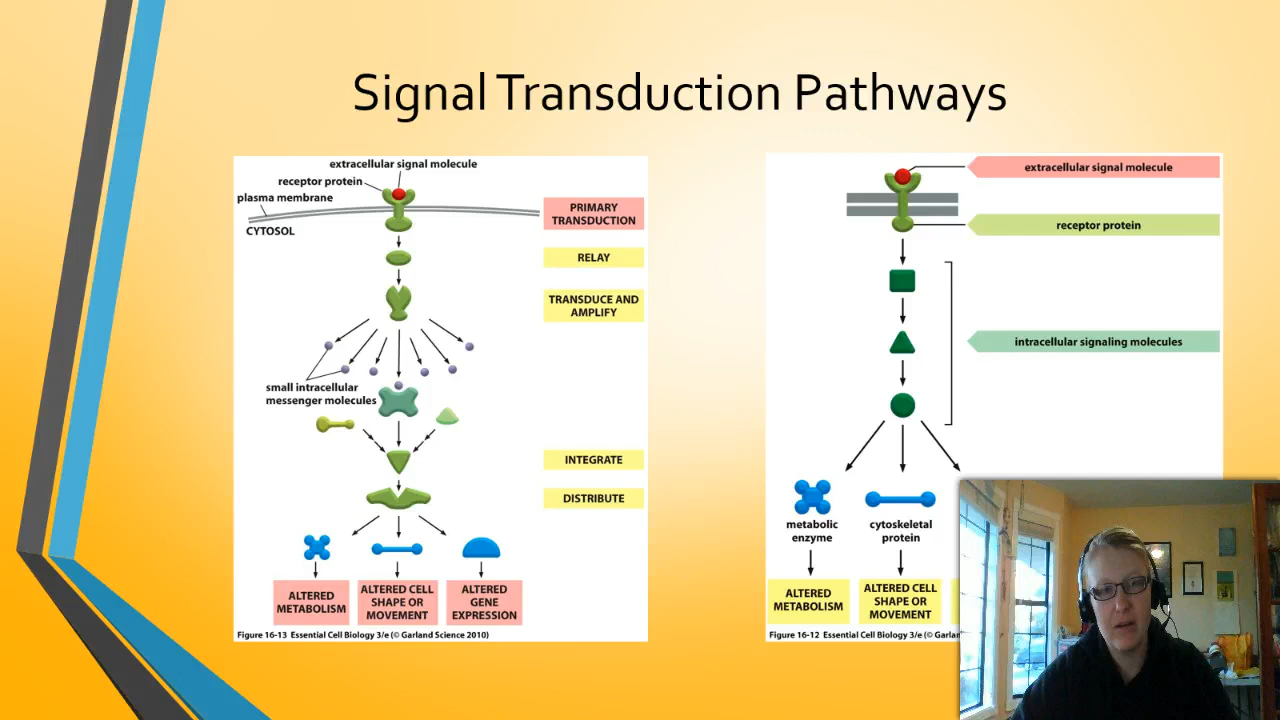 Signal Transduction Pathways
extracellular signal molecule
receptor protein
plasma membrane
CYTOSOL
PRIMARY
TRANSDUCTION
RELAY
TRANSDUCE AND
AMPLIFY
small intracellular
messenger molecules
INTEGRATE
DISTRIBUTE
ALTERED
METABOLISM
ALTERED CELL
SHAPE OR
MOVEMENT
ALTERED
GENE
EXPRESSION
Figure 16-13 Essential Cell Biology 3/e (© Garland Science 2010)
extracellular signal molecule
receptor protein
intracellular signaling molecules
metabolic
enzyme
cytoskeletal
protein
ALTERED
METABOLISM
ALTERED CELL
SHAPE OR
MOVEMENT
Figure 16-12 Essential Cell Biology 3/e (©